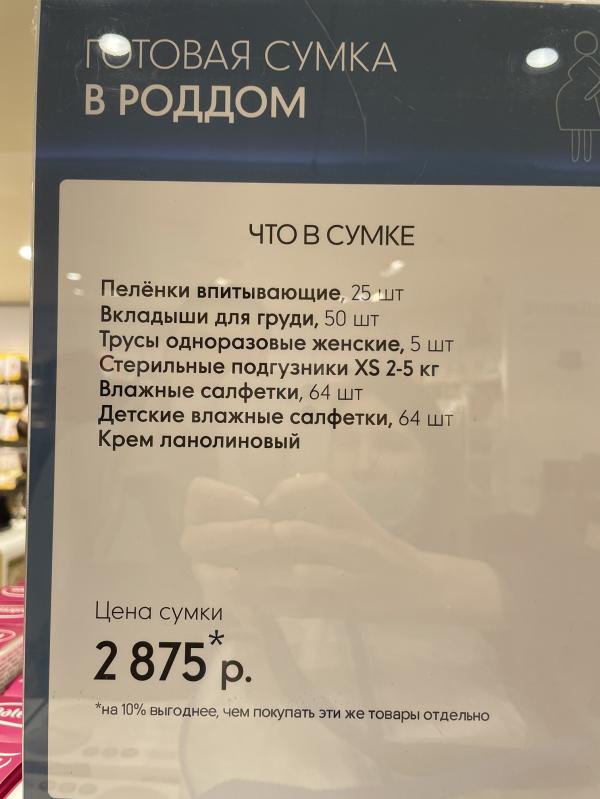 ГОТОВАЯ СУМКА
В РОДДОМ
ЧТО В СУМКЕ
Пелёнки впитывающие, 25 шт
Вкладыши для груди, 50 шт
Трусы одноразовые женские, 5 шт
Стерильные подгузники XS 2-5 кг
Влажные салфетки, 64 шт
Детские влажные салфетки, 64 шт
Крем ланолиновый
Цена сумки
2 875* р.
*на 10% выгоднее, чем покупать эти же товары отдельно